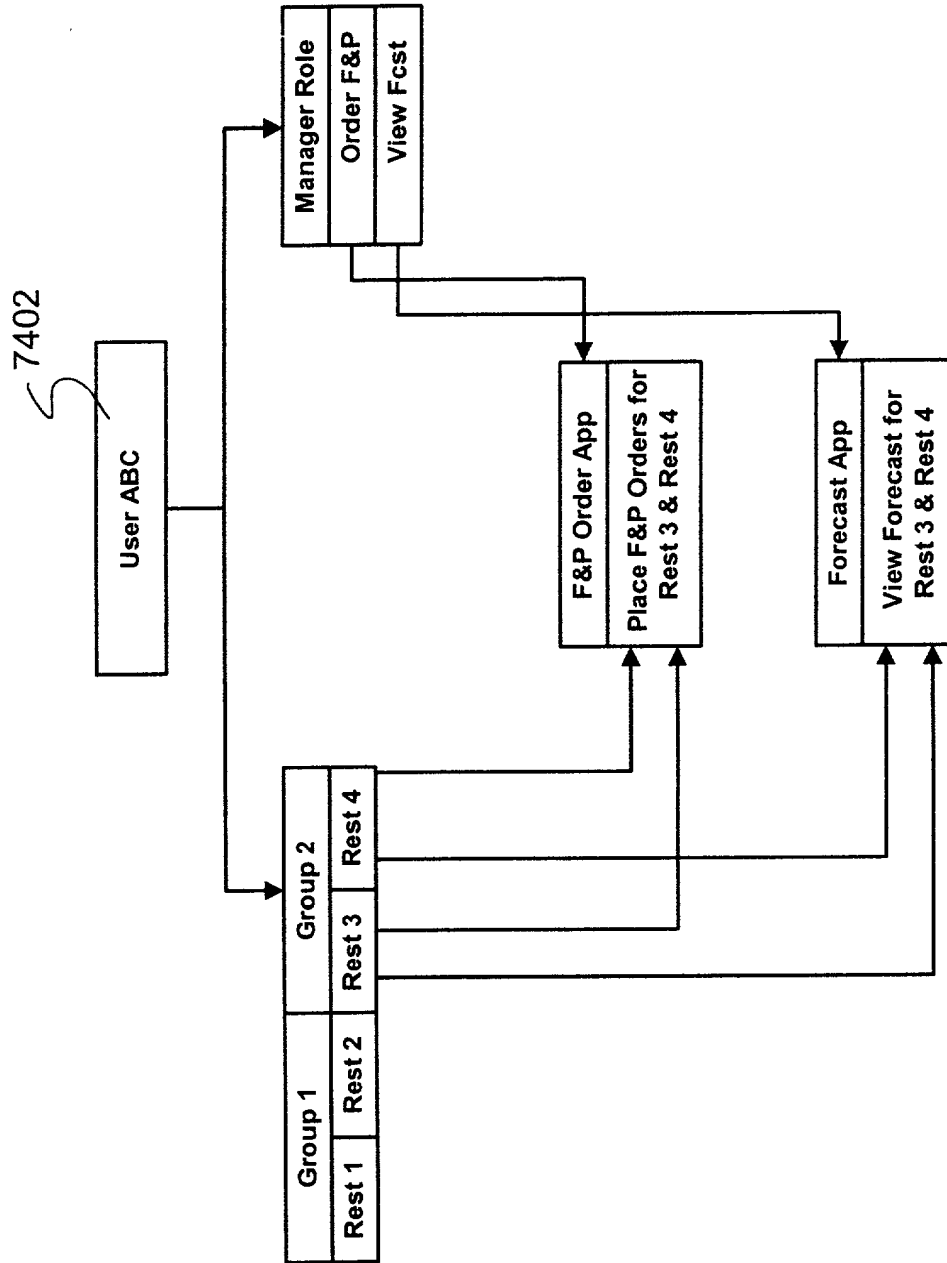 7402
User ABC
Manager Role
Order F&P
View Fcst
Group 1
Group 2
Rest 1
Rest 2
Rest 3
Rest 4
F&P Order App
Place F&P Orders for
Rest 3 & Rest 4
Forecast App
View Forecast for
Rest 3 & Rest 4